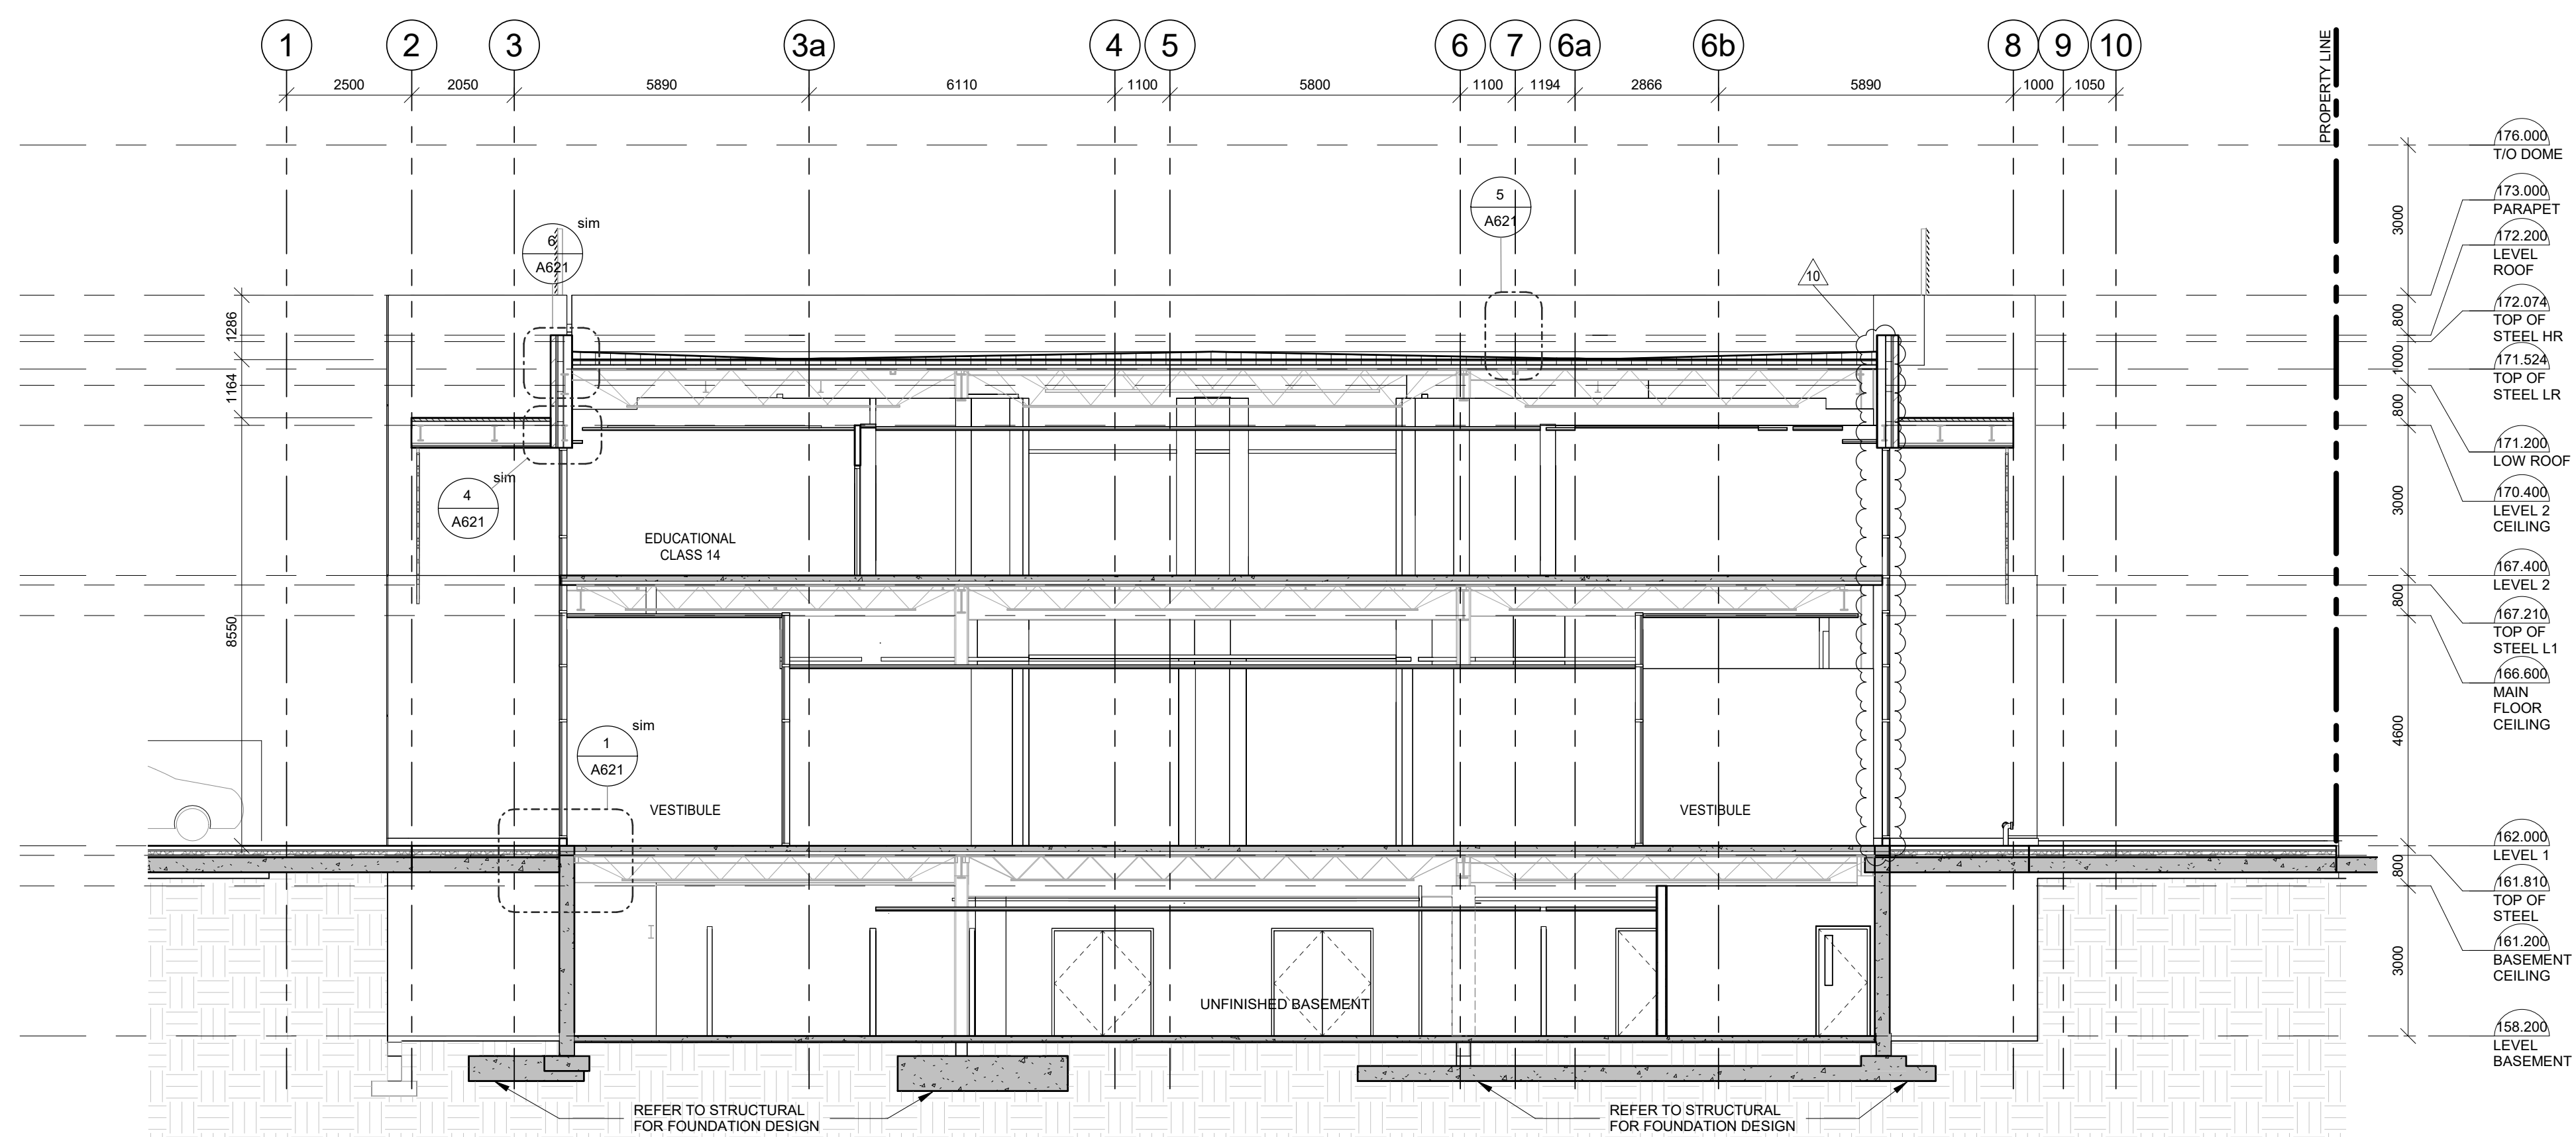 1 2 3 3a 4 5 6 7 6a 6b 8 9 10
2500 2050 5890 6110 1100 5800 1100 1194 2866 5890 1000 1050
PROPERTY LINE
176.000
T/O DOME
173.000
PARAPET
172.200
LEVEL
ROOF
172.074
TOP OF
STEEL HR
171.524
TOP OF
STEEL LR
171.200
LOW ROOF
170.400
LEVEL 2
CEILING
167.400
LEVEL 2
167.210
TOP OF
STEEL L1
166.600
MAIN
FLOOR
CEILING
162.000
LEVEL 1
161.810
TOP OF
STEEL
161.200
BASEMENT
CEILING
158.200
LEVEL
BASEMENT
3000
800
1000
800
3000
800
4600
800
3000
1286
1164
8550
sim
6
A621
5
A621
10
sim
4
A621
EDUCATIONAL
CLASS 14
sim
1
A621
VESTIBULE
VESTIBULE
UNFINISHED BASEMENT
REFER TO STRUCTURAL
FOR FOUNDATION DESIGN
REFER TO STRUCTURAL
FOR FOUNDATION DESIGN